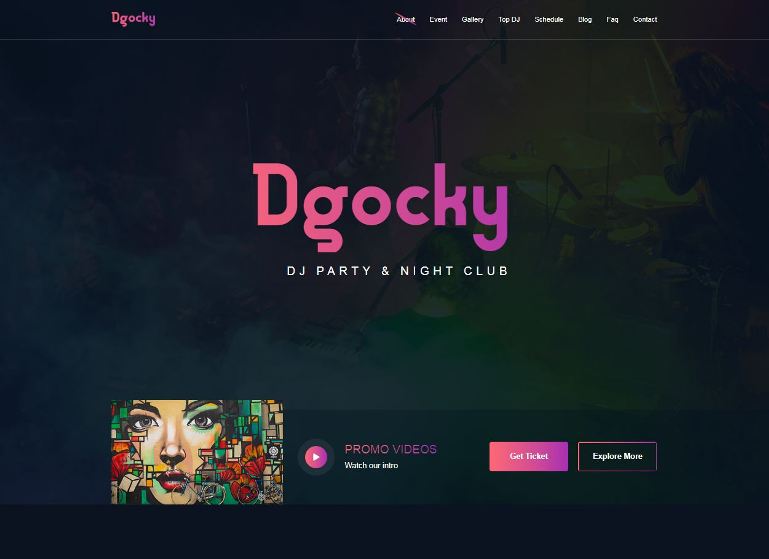 Dgocky
About Event Gallery Top DJ Schedule Blog Faq Contact
Dgocky
DJ PARTY & NIGHT CLUB
PROMO VIDEOS
Watch our intro
Get Ticket
Explore More